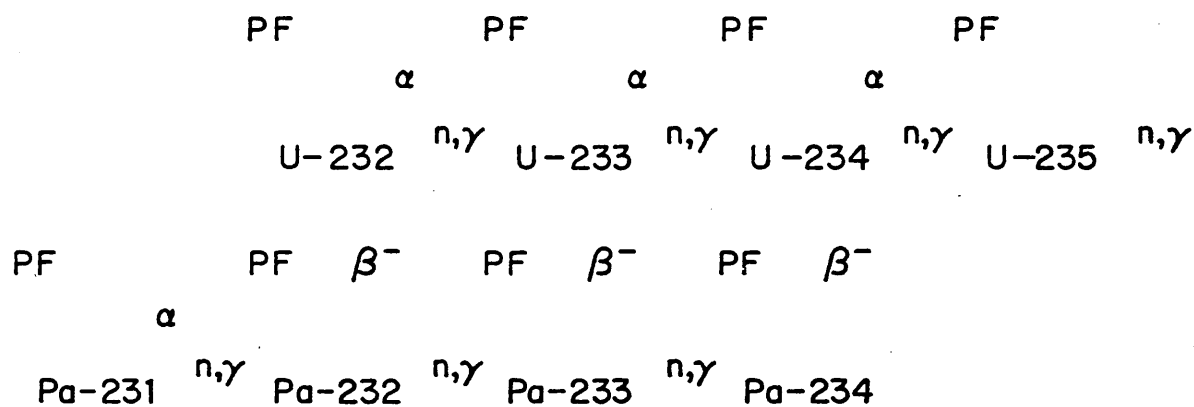 PF PF PF PF
α α α
U-232 n,γ U-233 n,γ U-234 n,γ U-235 n,γ
PF PF β⁻ PF β⁻ PF β⁻
α
Pa-231 n,γ Pa-232 n,γ Pa-233 n,γ Pa-234